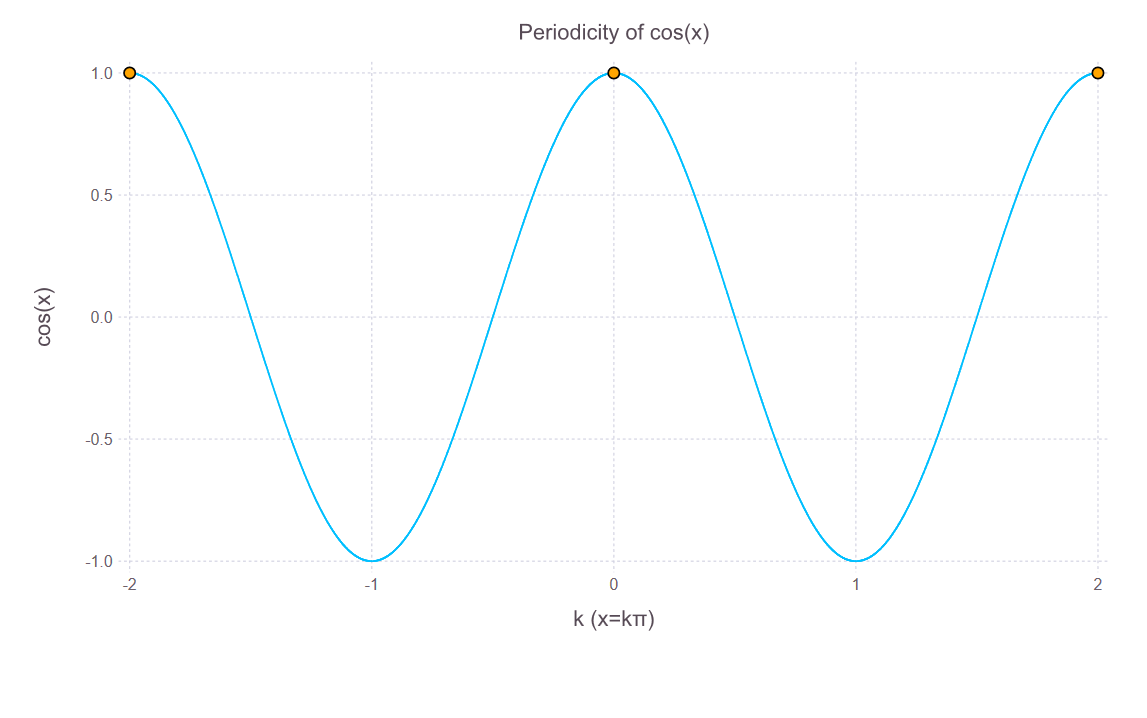 Periodicity of cos(x)
cos(x)
1.0
0.5
0.0
-0.5
-1.0
-2 -1 0 1 2
k (x=kπ)